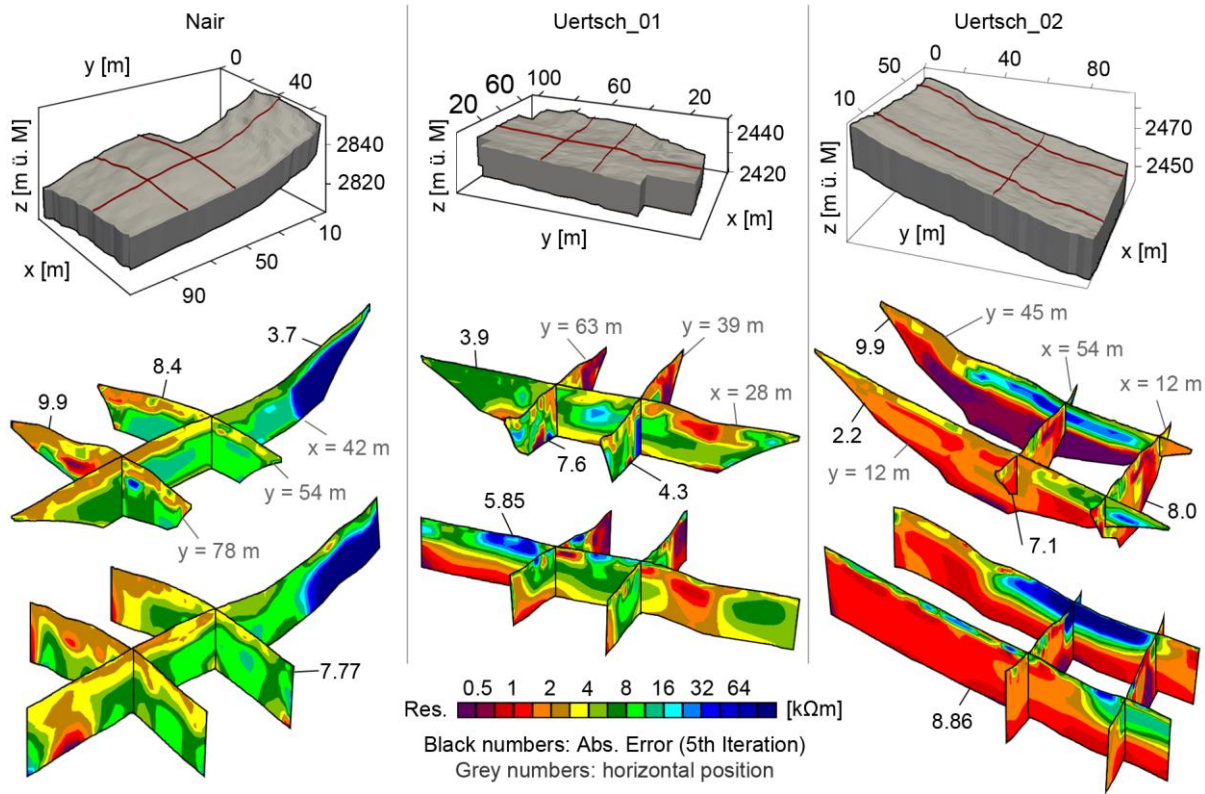 Nair
Uertsch_01
Uertsch_02
y [m]
0
40
z [m ü. M]
2840
2820
x [m]
10
50
90
20
60
100
60
20
z [m ü. M]
2440
2420
x [m]
y [m]
10
50
0
40
80
z [m ü. M]
2470
2450
y [m]
x [m]
3.7
8.4
9.9
x = 42 m
y = 54 m
y = 78 m
7.77
3.9
y = 63 m
y = 39 m
x = 28 m
7.6
4.3
5.85
9.9
y = 45 m
x = 54 m
x = 12 m
2.2
y = 12 m
8.0
7.1
8.86
0.5 1 2 4 8 16 32 64
Res. [kΩm]
Black numbers: Abs. Error (5th Iteration)
Grey numbers: horizontal position